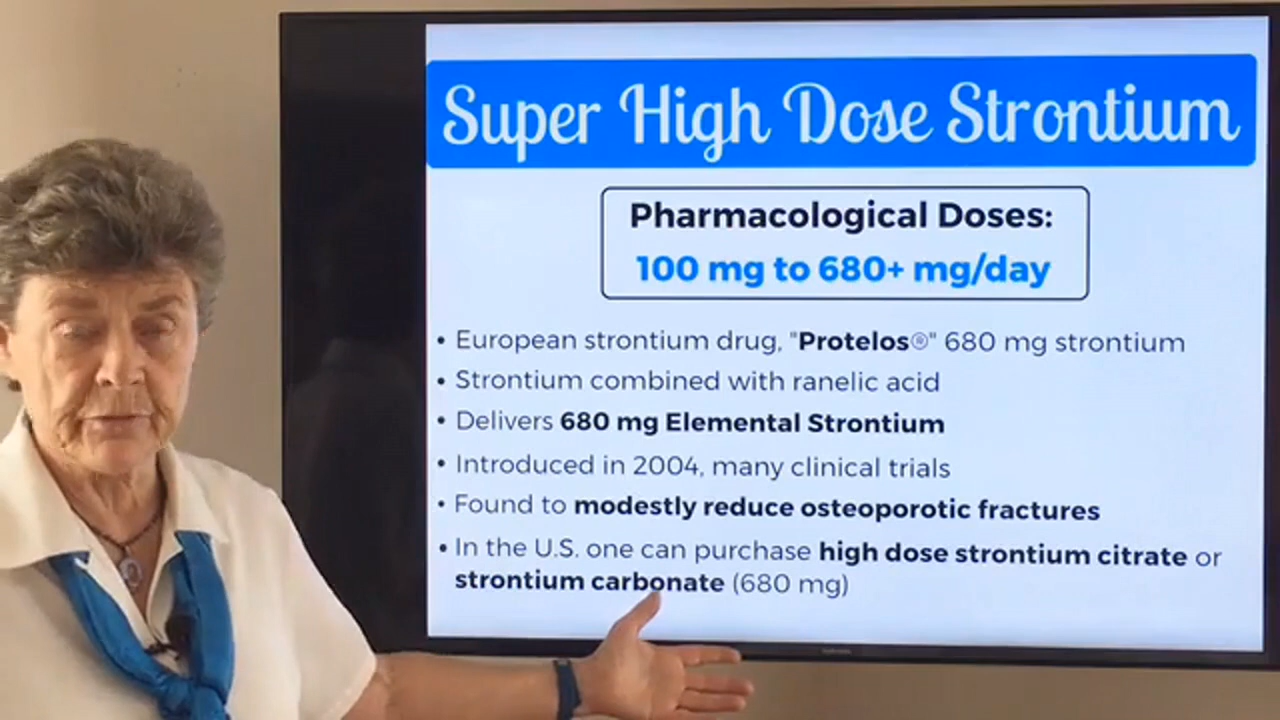 Super High Dose Strontium
Pharmacological Doses:
100 mg to 680+ mg/day
• European strontium drug, "Protelos®" 680 mg strontium
• Strontium combined with ranelic acid
• Delivers 680 mg Elemental Strontium
• Introduced in 2004, many clinical trials
• Found to modestly reduce osteoporotic fractures
• In the U.S. one can purchase high dose strontium citrate or
strontium carbonate (680 mg)